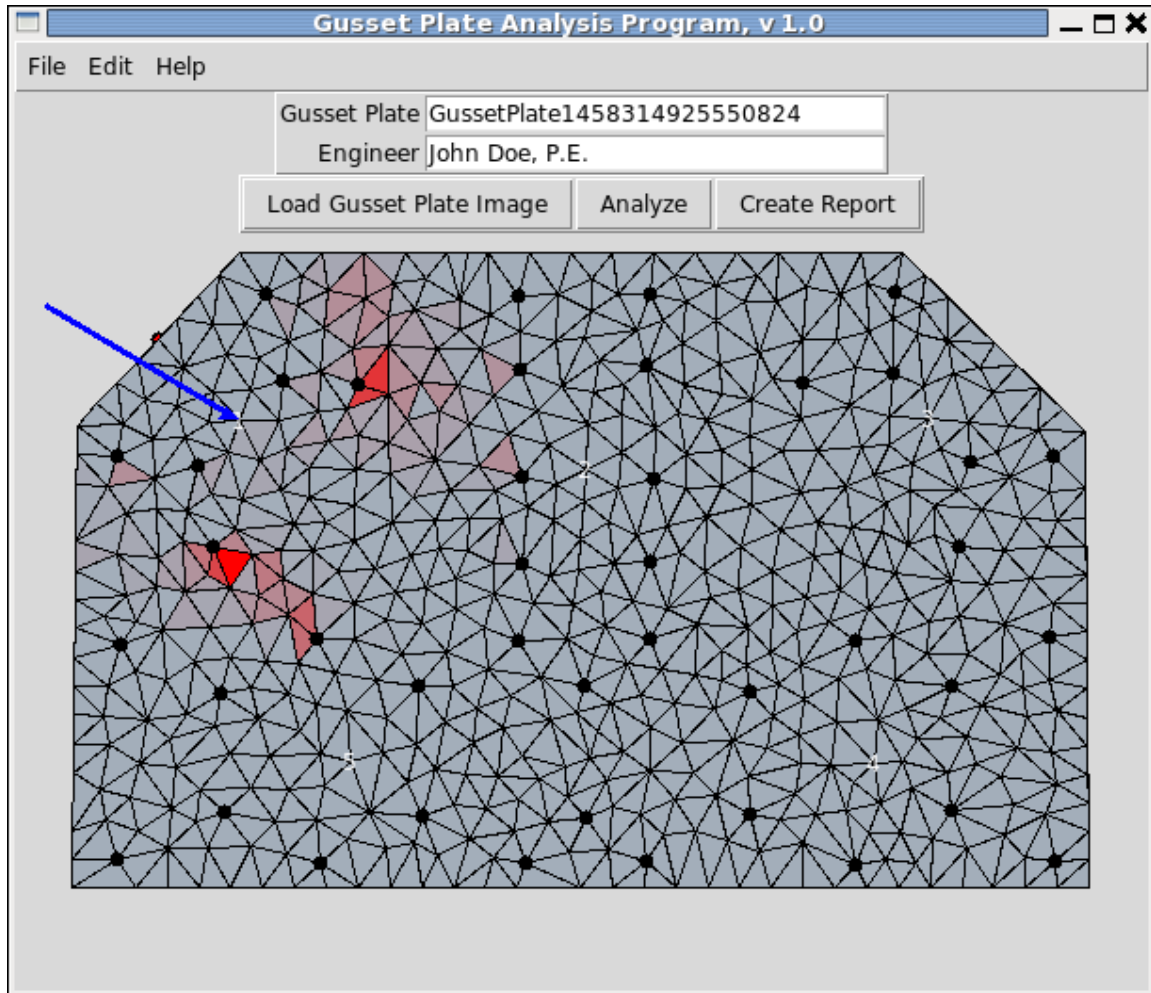 Gusset Plate Analysis Program, v 1.0
File Edit Help
Gusset Plate GussetPlate1458314925550824
Engineer John Doe, P.E.
Load Gusset Plate Image Analyze Create Report
1
3
2
5
4